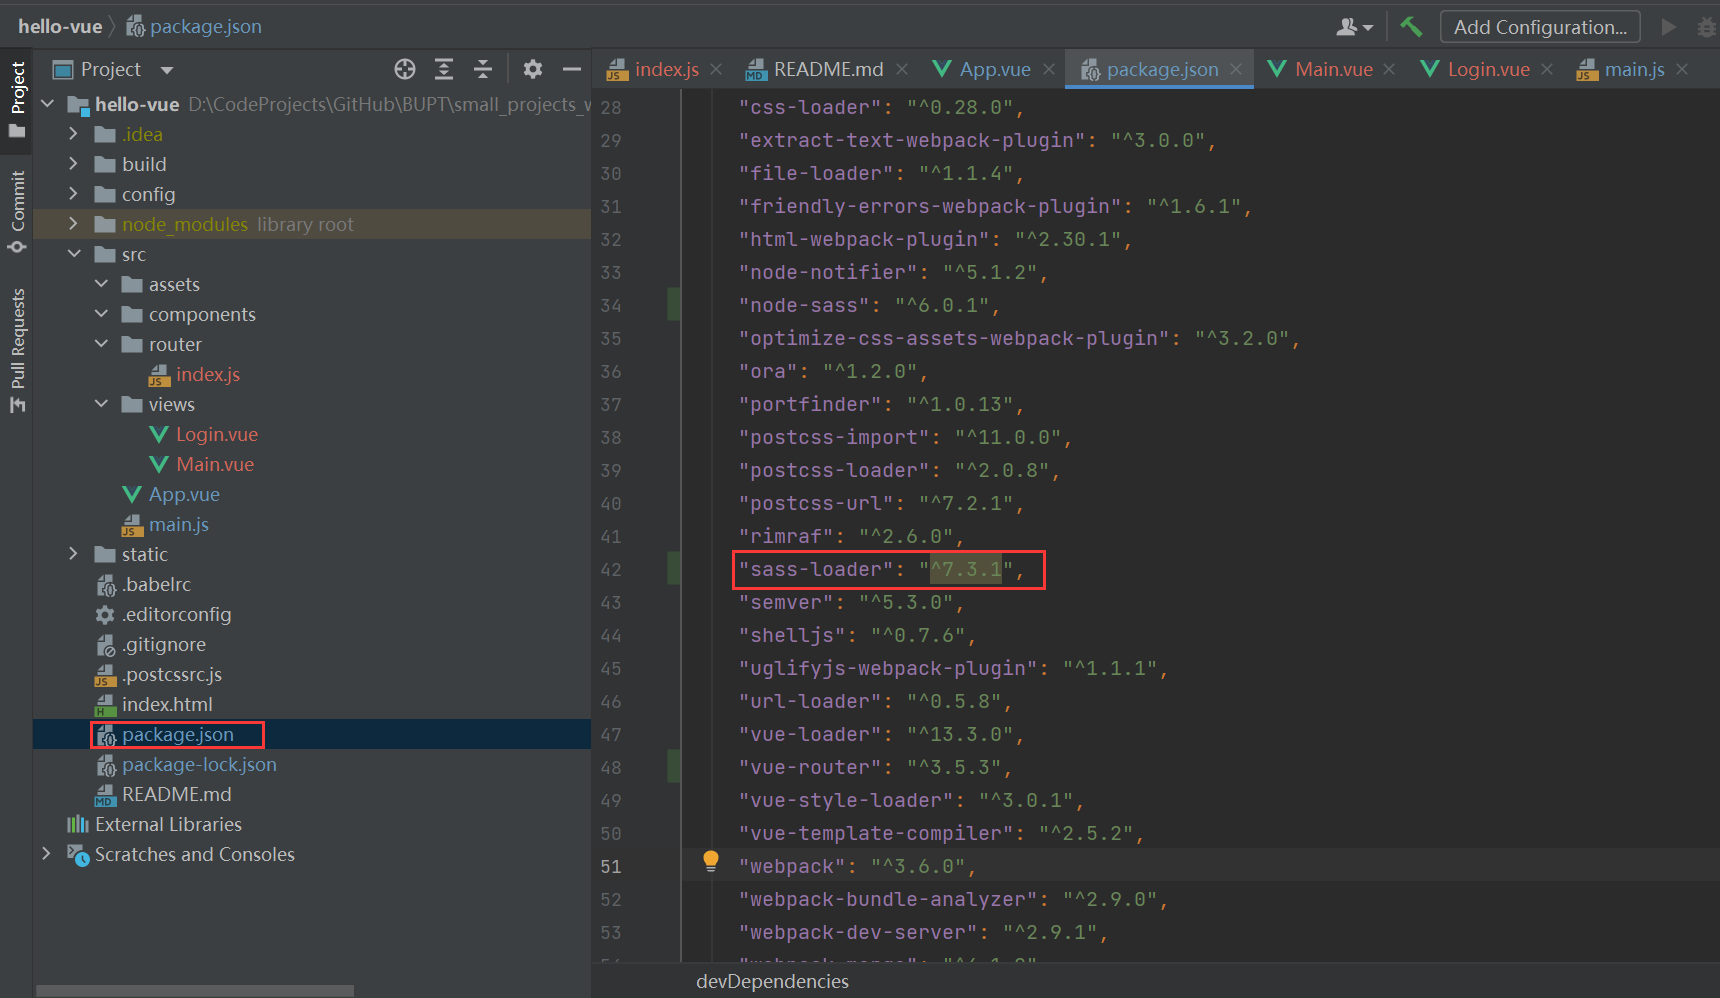 hello-vue
package.json
Add Configuration...
Project
Commit
Pull Requests
Project
hello-vue D:\CodeProjects\GitHub\BUPT\small_projects_
.idea
build
config
node_modules library root
src
assets
components
router
index.js
views
Login.vue
Main.vue
App.vue
main.js
static
.babelrc
.editorconfig
.gitignore
.postcssrc.js
index.html
package.json
package-lock.json
README.md
External Libraries
Scratches and Consoles
index.js README.md App.vue package.json Main.vue Login.vue main.js
28 "css-loader": "^0.28.0",
29 "extract-text-webpack-plugin": "^3.0.0",
30 "file-loader": "^1.1.4",
31 "friendly-errors-webpack-plugin": "^1.6.1",
32 "html-webpack-plugin": "^2.30.1",
33 "node-notifier": "^5.1.2",
34 "node-sass": "^6.0.1",
35 "optimize-css-assets-webpack-plugin": "^3.2.0",
36 "ora": "^1.2.0",
37 "portfinder": "^1.0.13",
38 "postcss-import": "^11.0.0",
39 "postcss-loader": "^2.0.8",
40 "postcss-url": "^7.2.1",
41 "rimraf": "^2.6.0",
42 "sass-loader": "^7.3.1",
43 "semver": "^5.3.0",
44 "shelljs": "^0.7.6",
45 "uglifyjs-webpack-plugin": "^1.1.1",
46 "url-loader": "^0.5.8",
47 "vue-loader": "^13.3.0",
48 "vue-router": "^3.5.3",
49 "vue-style-loader": "^3.0.1",
50 "vue-template-compiler": "^2.5.2",
51 "webpack": "^3.6.0",
52 "webpack-bundle-analyzer": "^2.9.0",
53 "webpack-dev-server": "^2.9.1",
devDependencies